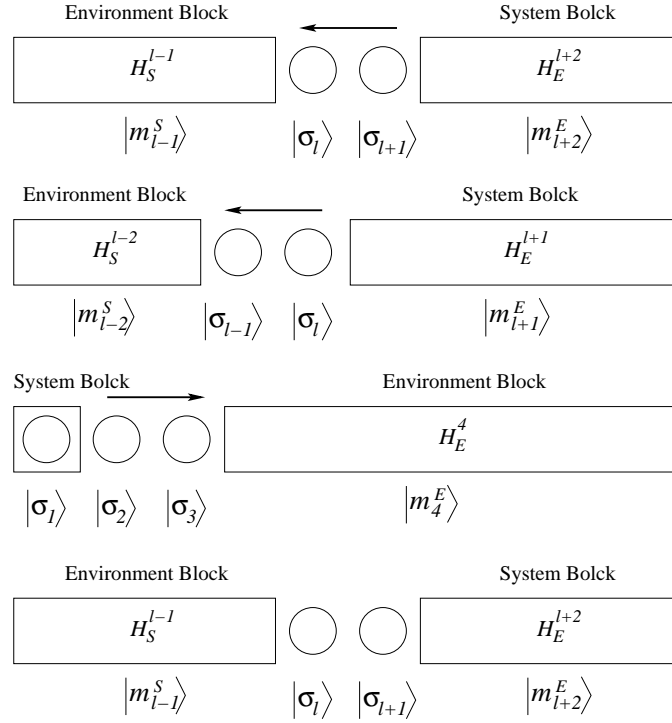 Environment Block System Bolck
H_S^{l−1} H_E^{l+2}
|m_{l−1}^S⟩ |σ_l⟩ |σ_{l+1}⟩ |m_{l+2}^E⟩
Environment Block System Bolck
H_S^{l−2} H_E^{l+1}
|m_{l−2}^S⟩ |σ_{l−1}⟩ |σ_l⟩ |m_{l+1}^E⟩
System Bolck Environment Block
H_E^4
|σ_1⟩ |σ_2⟩ |σ_3⟩ |m_4^E⟩
Environment Block System Bolck
H_S^{l−1} H_E^{l+2}
|m_{l−1}^S⟩ |σ_l⟩ |σ_{l+1}⟩ |m_{l+2}^E⟩